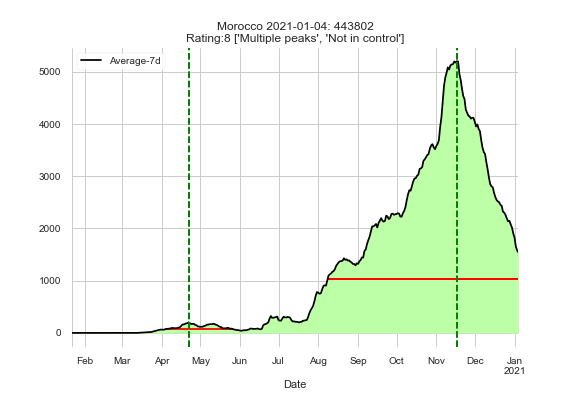 Morocco 2021-01-04: 443802
Rating:8 ['Multiple peaks', 'Not in control']
Average-7d
5000
4000
3000
2000
1000
0
Feb Mar Apr May Jun Jul Aug Sep Oct Nov Dec Jan
2021
Date